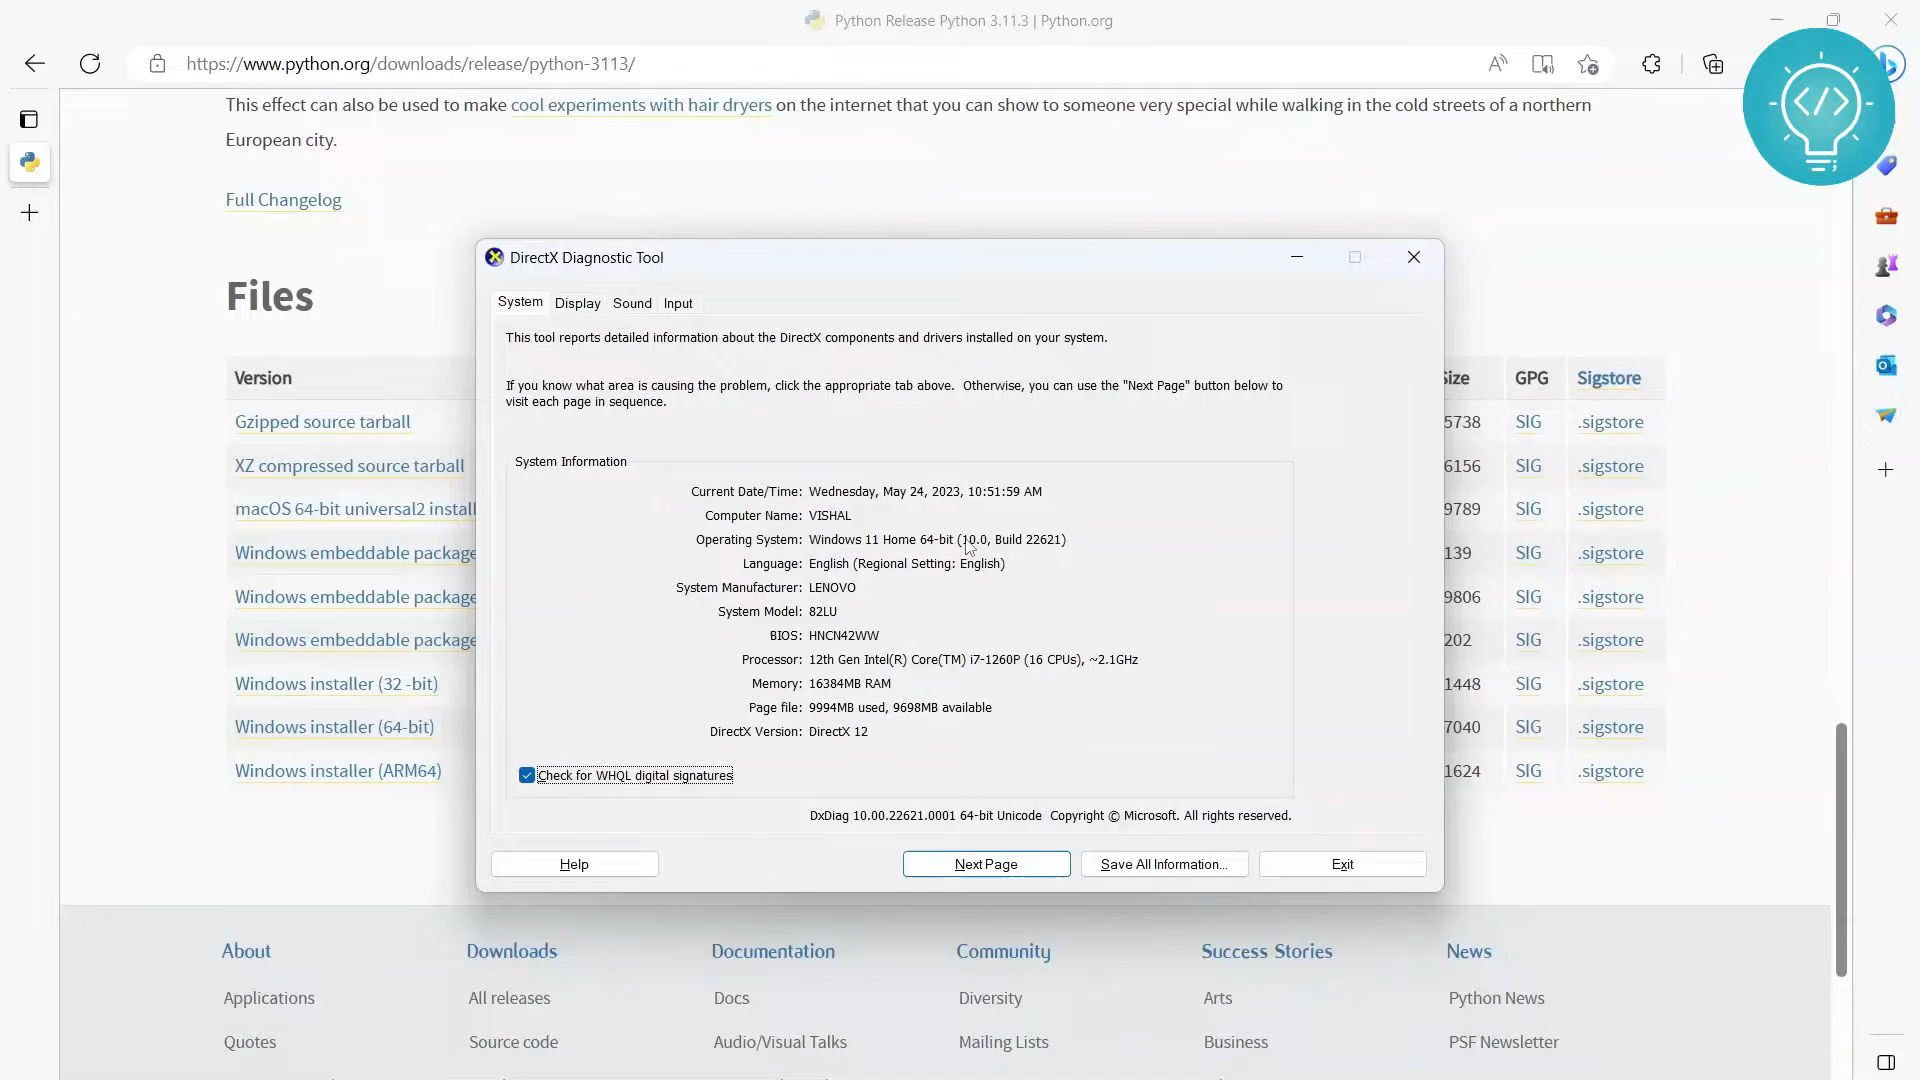 Python Release Python 3.11.3 | Python.org
https://www.python.org/downloads/release/python-3113/
This effect can also be used to make cool experiments with hair dryers on the internet that you can show to someone very special while walking in the cold streets of a northern
European city.
Full Changelog
Files
DirectX Diagnostic Tool
System Display Sound Input
This tool reports detailed information about the DirectX components and drivers installed on your system.
If you know what area is causing the problem, click the appropriate tab above. Otherwise, you can use the "Next Page" button below to
visit each page in sequence.
System Information
Current Date/Time: Wednesday, May 24, 2023, 10:51:59 AM
Computer Name: VISHAL
Operating System: Windows 11 Home 64-bit (10.0, Build 22621)
Language: English (Regional Setting: English)
System Manufacturer: LENOVO
System Model: 82LU
BIOS: HNCN42WW
Processor: 12th Gen Intel(R) Core(TM) i7-1260P (16 CPUs), ~2.1GHz
Memory: 16384MB RAM
Page file: 9994MB used, 9698MB available
DirectX Version: DirectX 12
Check for WHQL digital signatures
DxDiag 10.00.22621.0001 64-bit Unicode Copyright © Microsoft. All rights reserved.
Help Next Page Save All Information... Exit
Version GPG Sigstore
Gzipped source tarball 5738 SIG .sigstore
XZ compressed source tarball 6156 SIG .sigstore
macOS 64-bit universal2 install 9789 SIG .sigstore
Windows embeddable package 139 SIG .sigstore
Windows embeddable package 9806 SIG .sigstore
Windows embeddable package 202 SIG .sigstore
Windows installer (32 -bit) 1448 SIG .sigstore
Windows installer (64-bit) 7040 SIG .sigstore
Windows installer (ARM64) 1624 SIG .sigstore
About Downloads Documentation Community Success Stories News
Applications All releases Docs Diversity Arts Python News
Quotes Source code Audio/Visual Talks Mailing Lists Business PSF Newsletter